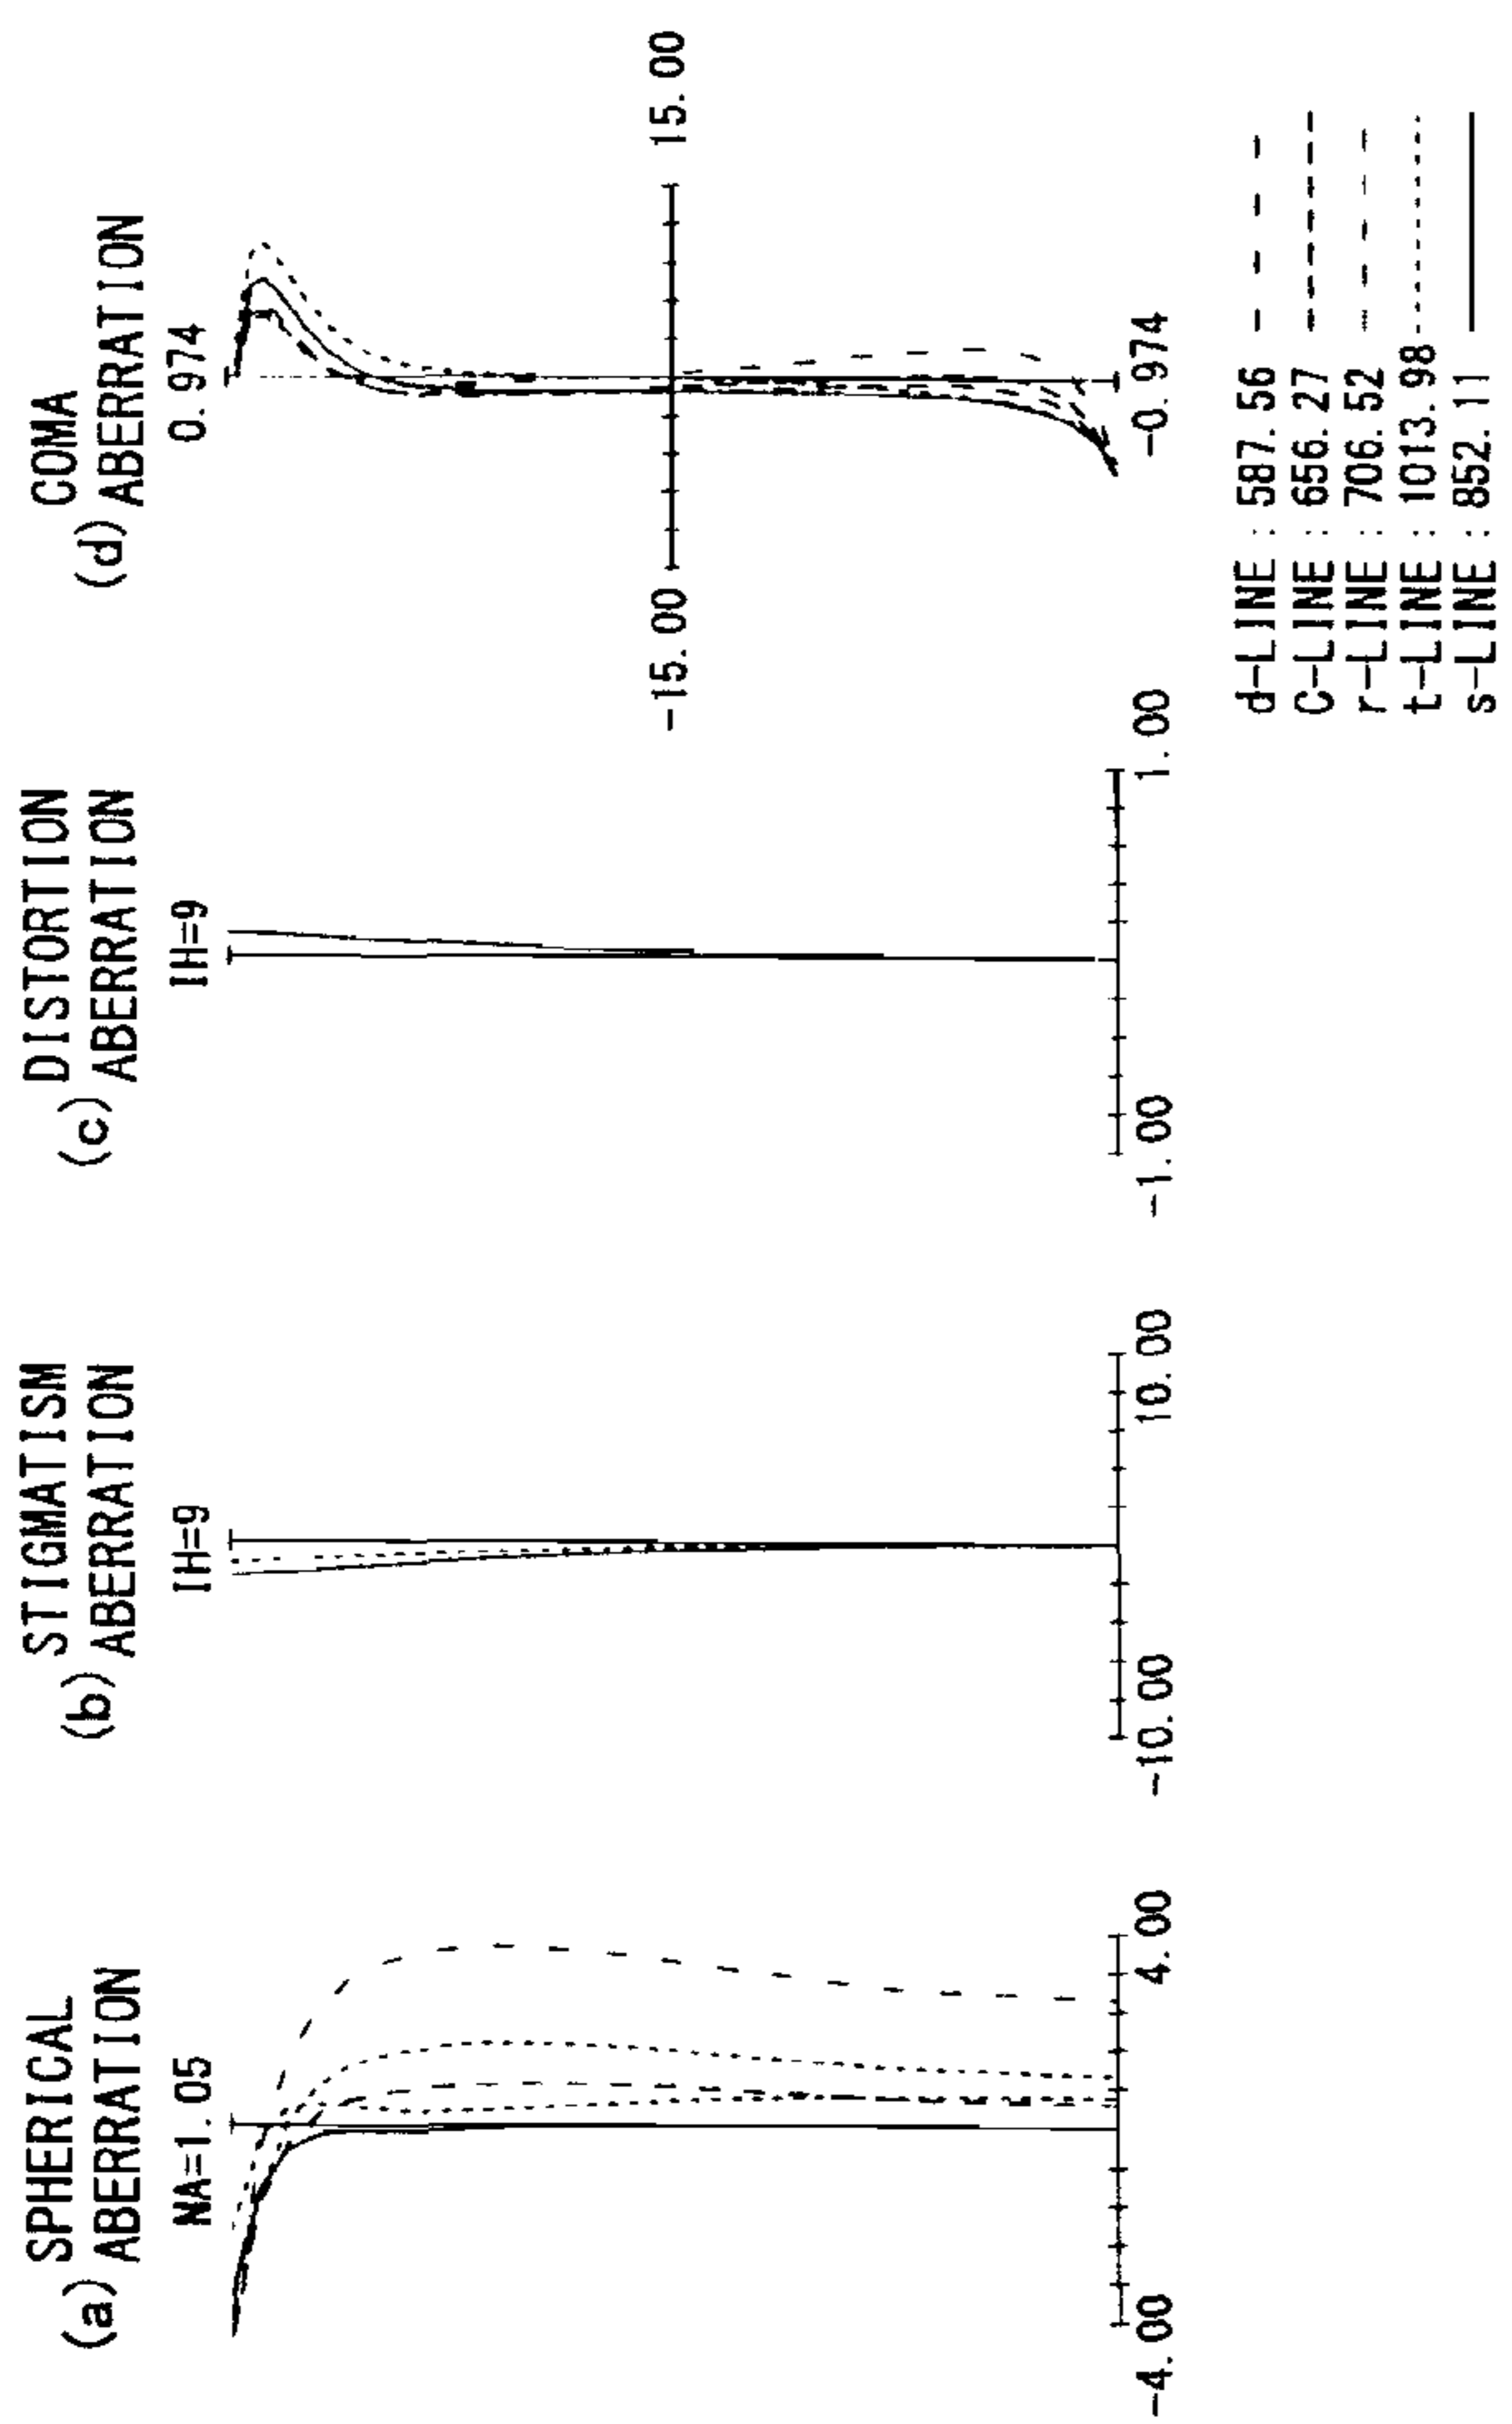 SPHERICAL
(a) ABERRATION
NA=1.05
-4.00
4.00
STIGMATISM
(b) ABERRATION
IH=9
-10.00
10.00
DISTORTION
(c) ABERRATION
IH=9
-1.00
1.00
COMA
(d) ABERRATION
0.974
-15.00
15.00
-0.974
d-LINE : 587.56
C-LINE : 656.27
r-LINE : 706.52
t-LINE : 1013.98
s-LINE : 852.11